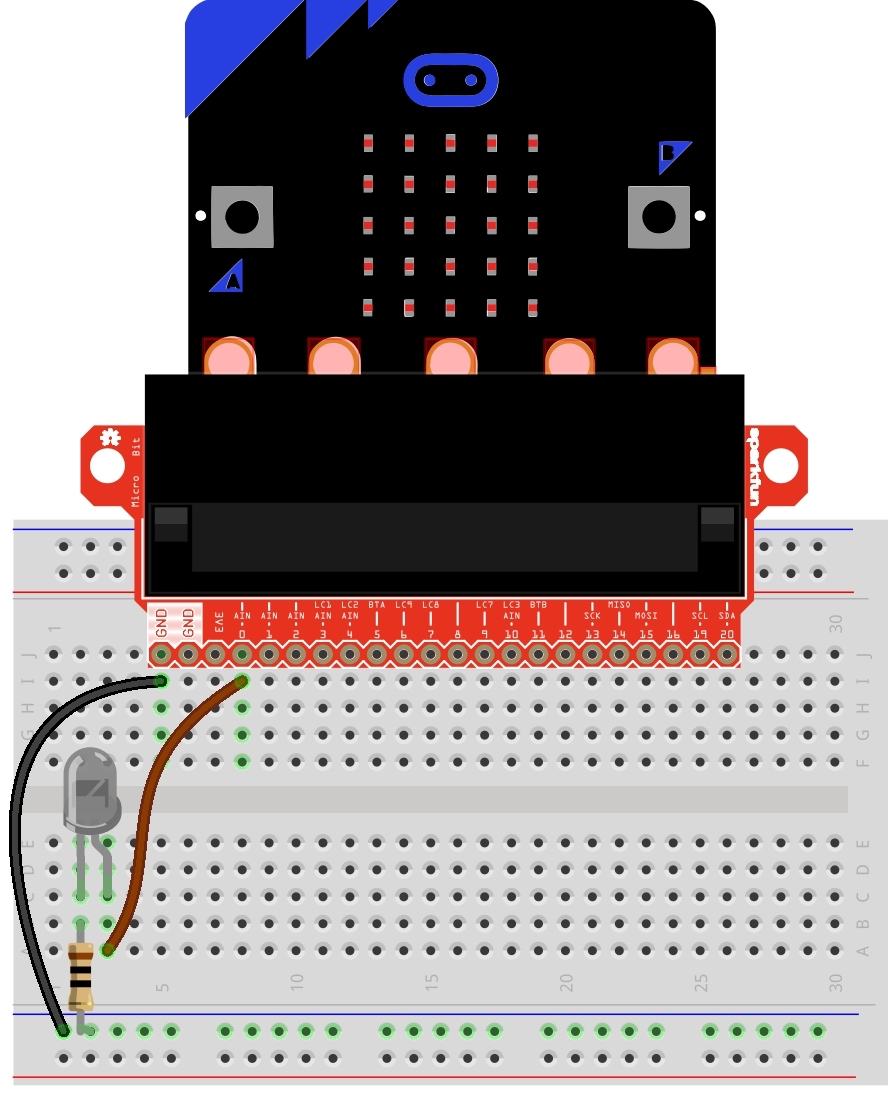 B
A
Micro Bit
sparkfun
LC1 LC2 BTA LC9 LC8 LC7 LC3 BTB MISO
GND GND 3V3 AIN AIN AIN AIN AIN AIN SCK MOSI SCL SDA
0 1 2 3 4 5 6 7 8 9 10 11 12 13 14 15 16 19 20
1 30
J J
I I
H H
G G
F
E E
D D
C C
B
A A
5 10 15 20 25 30